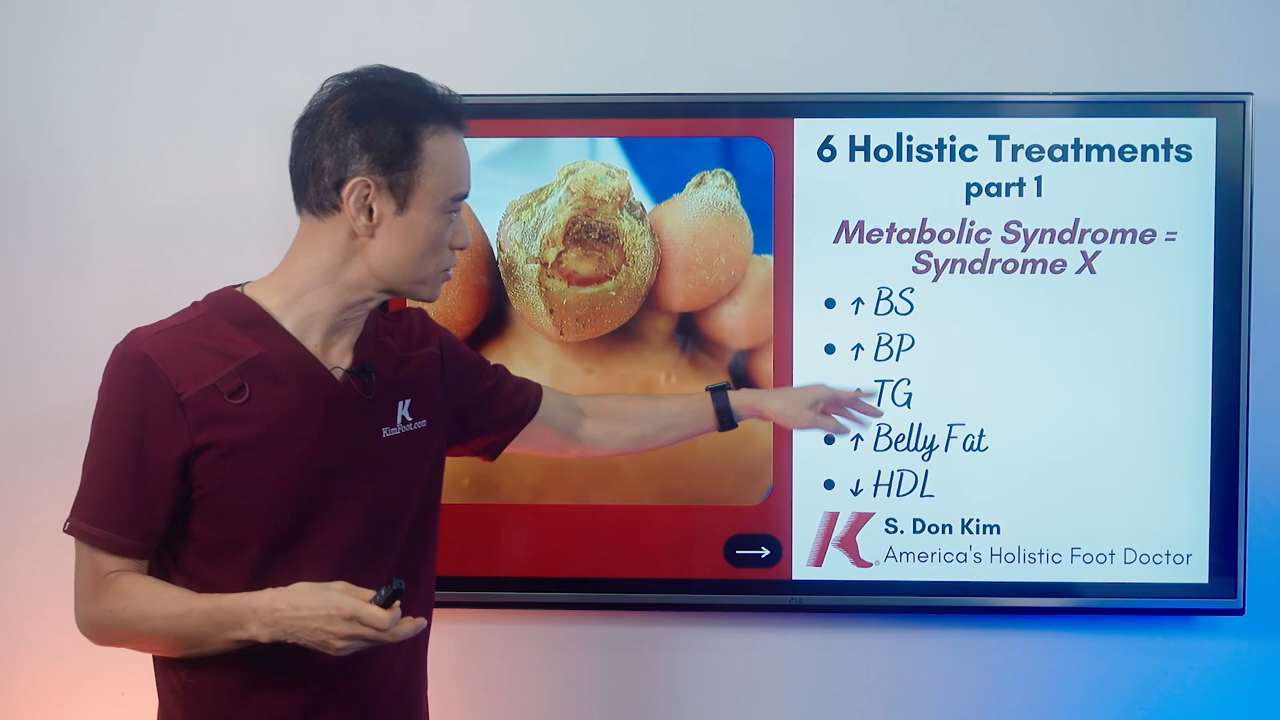 6 Holistic Treatments
part 1
Metabolic Syndrome =
Syndrome X
• ↑ BS
• ↑ BP
TG
• ↑ Belly Fat
• ↓ HDL
K
S. Don Kim
America's Holistic Foot Doctor
K
KimFoot.com